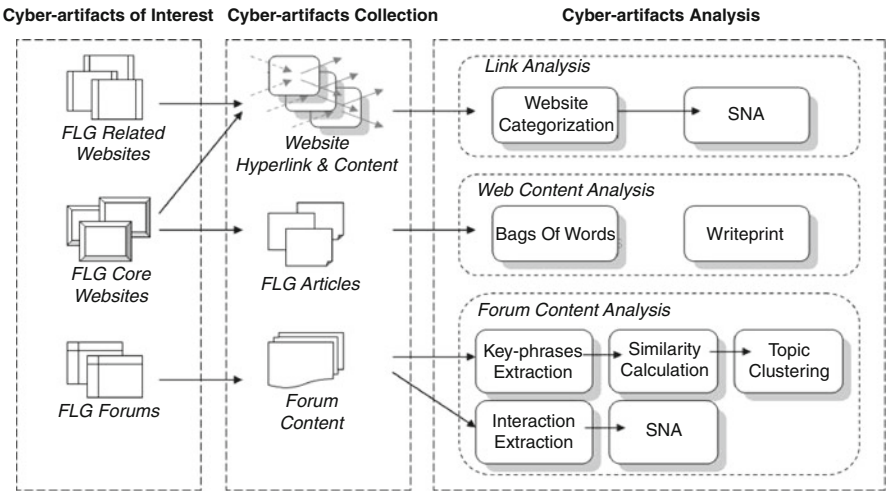 Cyber-artifacts of Interest
Cyber-artifacts Collection
Cyber-artifacts Analysis
FLG Related
Websites
FLG Core
Websites
FLG Forums
Website
Hyperlink & Content
FLG Articles
Forum
Content
Link Analysis
Website
Categorization
SNA
Web Content Analysis
Bags Of Words
Writeprint
Forum Content Analysis
Key-phrases
Extraction
Similarity
Calculation
Topic
Clustering
Interaction
Extraction
SNA